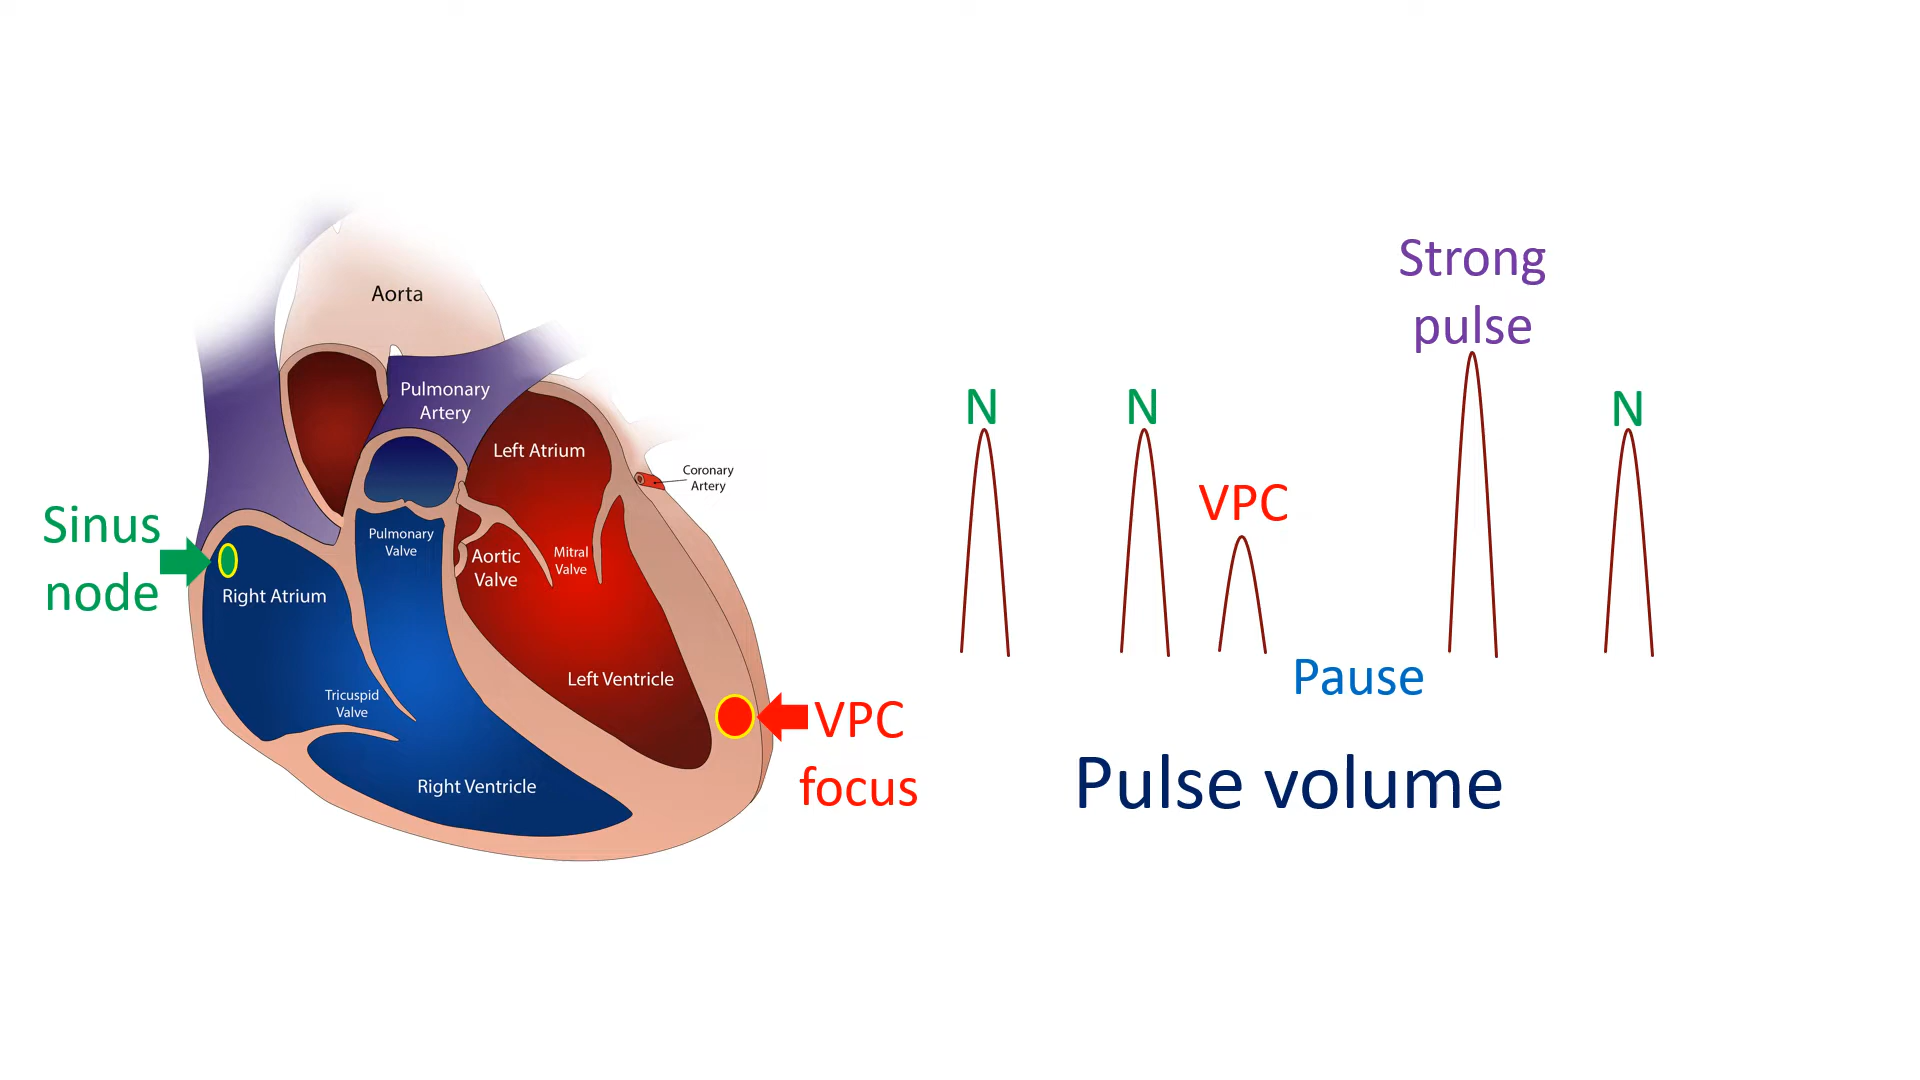 Aorta
Pulmonary
Artery
Left Atrium
Coronary
Artery
Sinus
node
Pulmonary
Valve
Aortic
Valve
Mitral
Valve
Right Atrium
Left Ventricle
Tricuspid
Valve
Right Ventricle
VPC
focus
Strong
pulse
N
N
N
VPC
Pause
Pulse volume